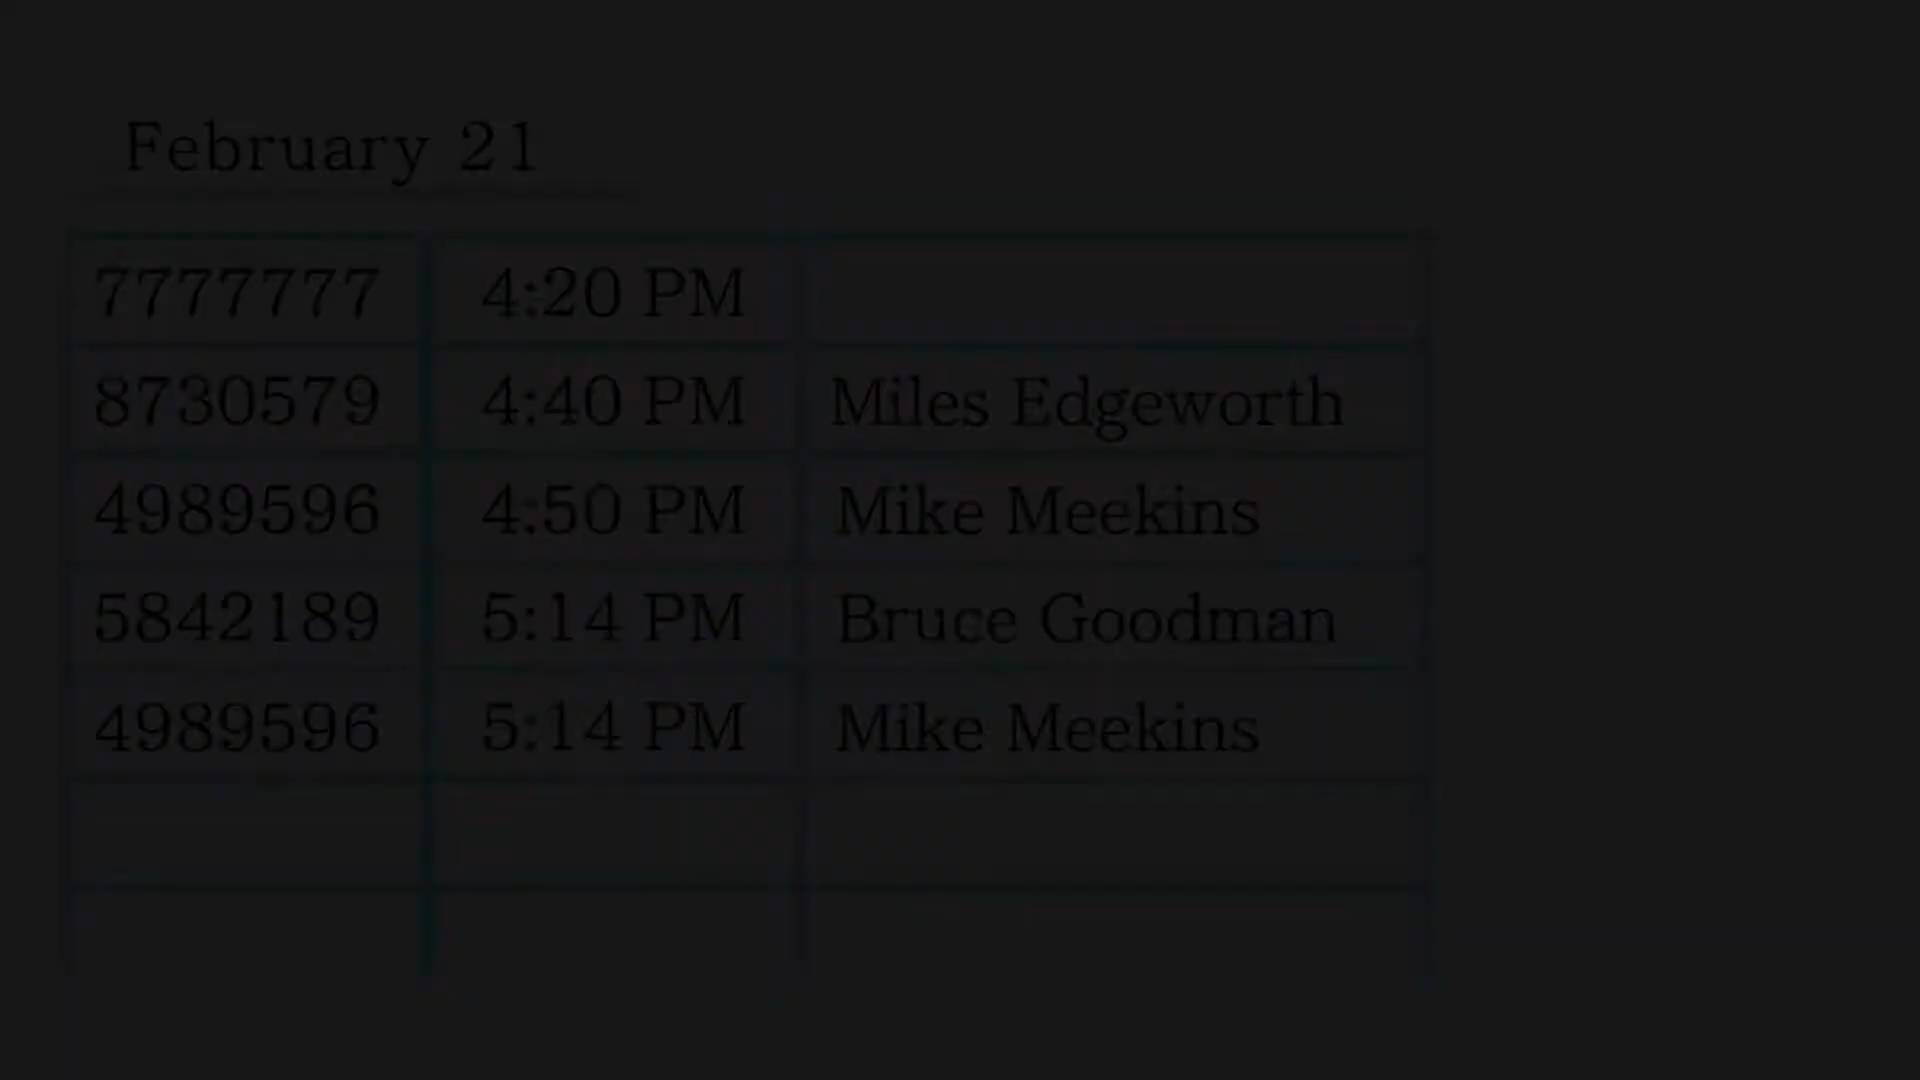 February 21
7777777 4:20 PM
8730579 4:40 PM Miles Edgeworth
4989596 4:50 PM Mike Meekins
5842189 5:14 PM Bruce Goodman
4989596 5:14 PM Mike Meekins